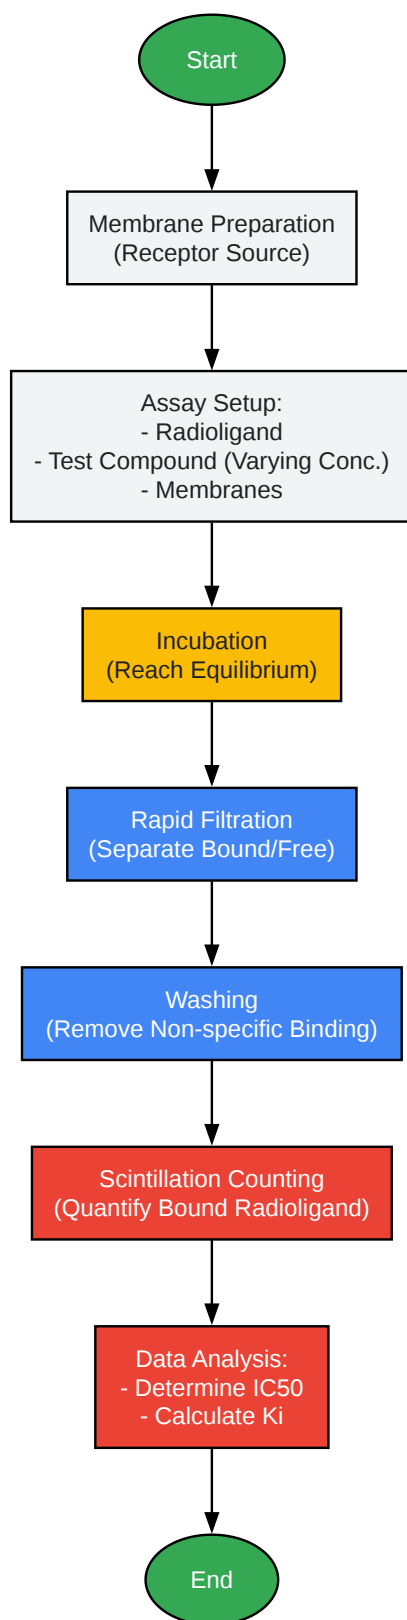 Start
Membrane Preparation
(Receptor Source)
Assay Setup:
- Radioligand
- Test Compound (Varying Conc.)
- Membranes
Incubation
(Reach Equilibrium)
Rapid Filtration
(Separate Bound/Free)
Washing
(Remove Non-specific Binding)
Scintillation Counting
(Quantify Bound Radioligand)
Data Analysis:
- Determine IC50
- Calculate Ki
End